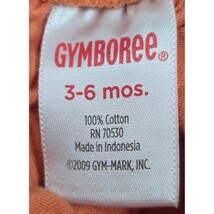 GYMBOREE®
3-6 mos.
100% Cotton
RN 70530
Made in Indonesia
©2009 GYM-MARK, INC.